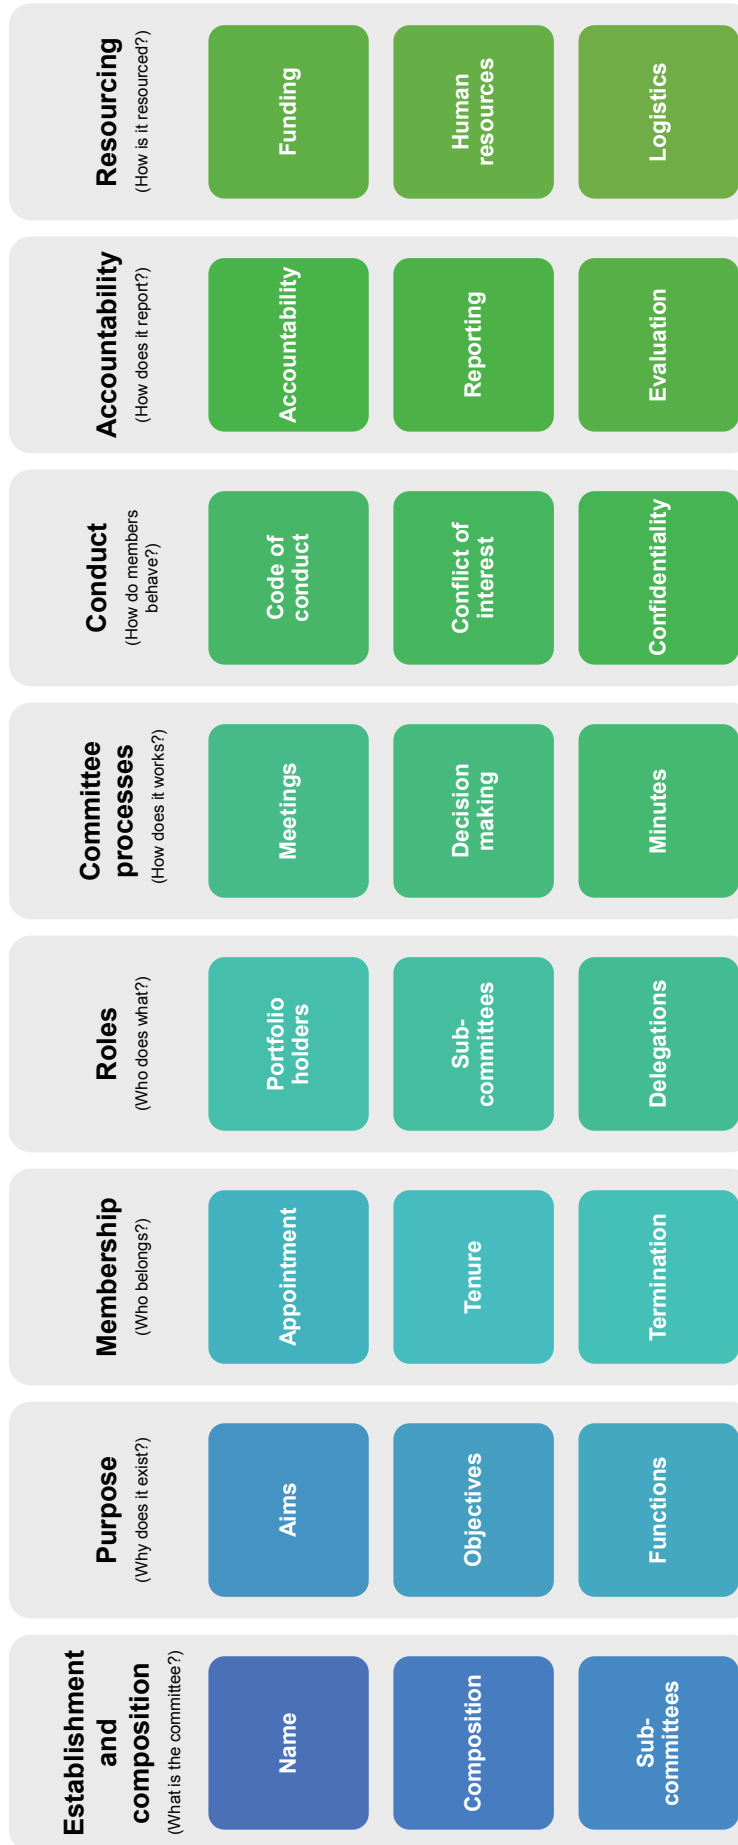 Establishment
and
composition
(What is the committee?)
Name
Composition
Sub-
committees
Purpose
(Why does it exist?)
Aims
Objectives
Functions
Membership
(Who belongs?)
Appointment
Tenure
Termination
Roles
(Who does what?)
Portfolio
holders
Sub-
committees
Delegations
Committee
processes
(How does it works?)
Meetings
Decision
making
Minutes
Conduct
(How do members
behave?)
Code of
conduct
Conflict of
interest
Confidentiality
Accountability
(How does it report?)
Accountability
Reporting
Evaluation
Resourcing
(How is it resourced?)
Funding
Human
resources
Logistics